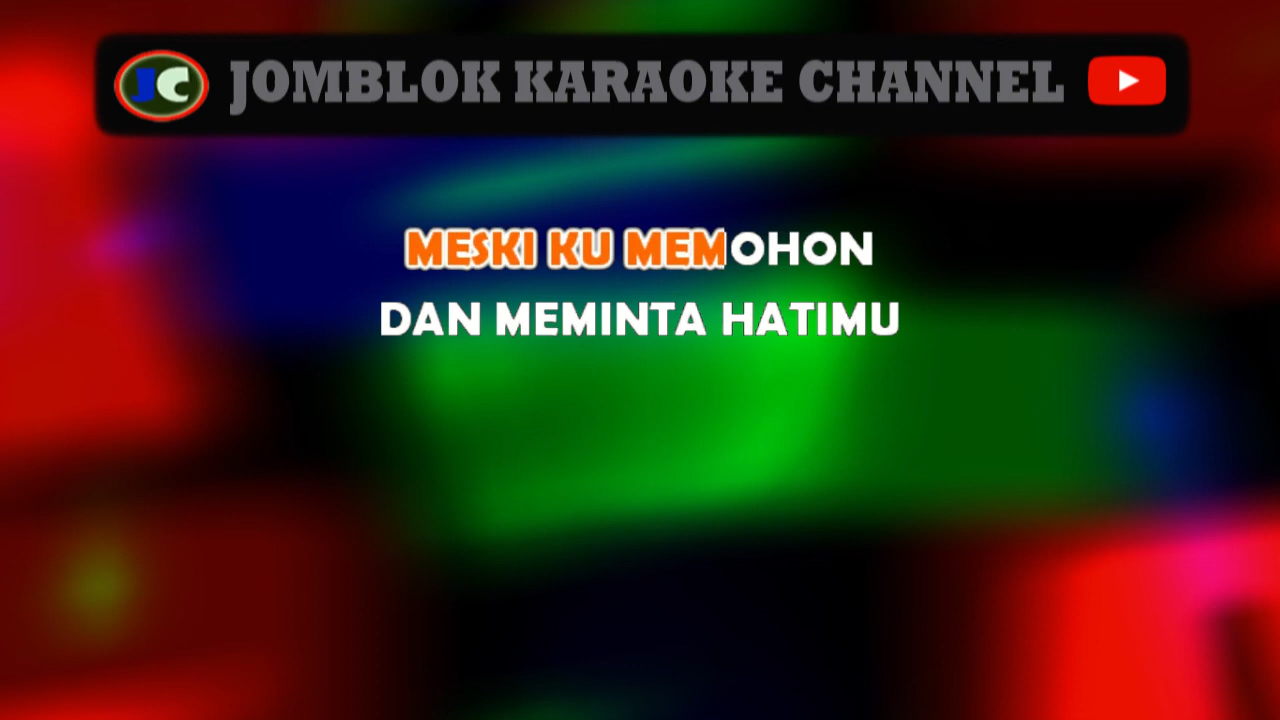 JC JOMBLOK KARAOKE CHANNEL
MESKI KU MEMOHON
DAN MEMINTA HATIMU